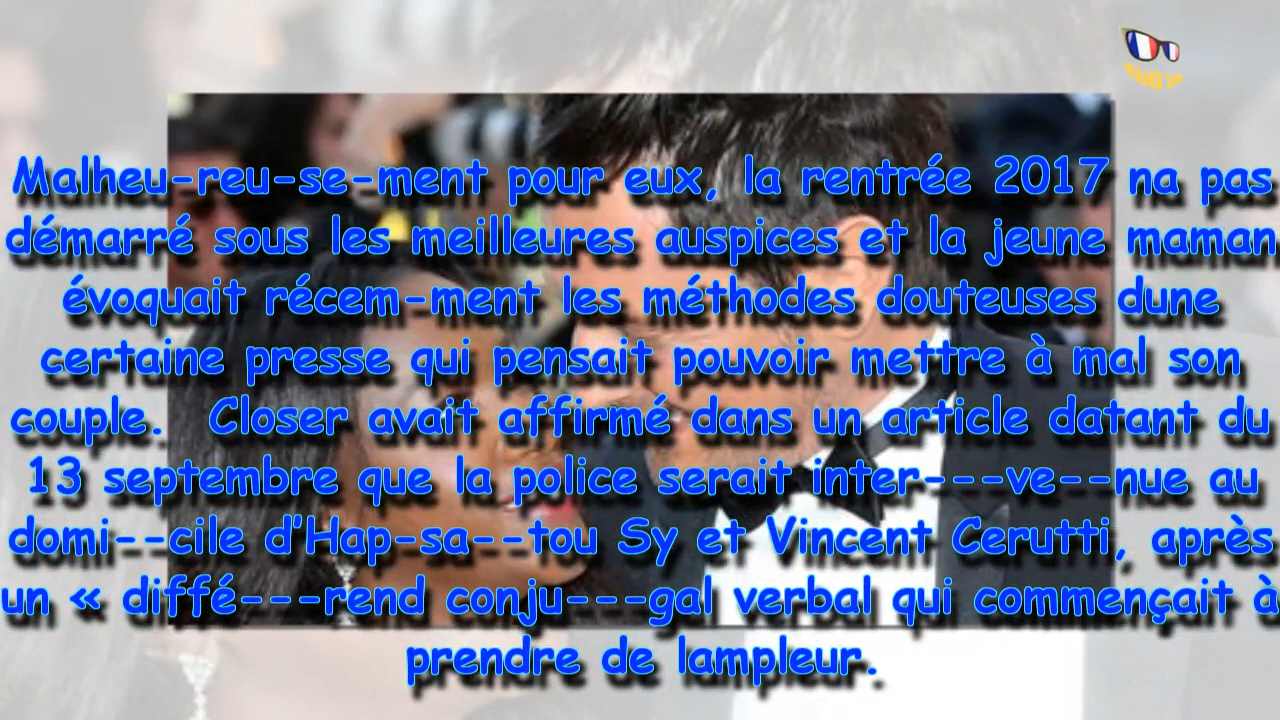 Malheu-reu-se-ment pour eux, la rentrée 2017 na pas
démarré sous les meilleures auspices et la jeune maman
évoquait récem-ment les méthodes douteuses dune
certaine presse qui pensait pouvoir mettre à mal son
couple.  Closer avait affirmé dans un article datant du
13 septembre que la police serait inter---ve--nue au
domi--cile d'Hap-sa--tou Sy et Vincent Cerutti, après
un « diffé---rend conju---gal verbal qui commençait à
prendre de lampleur.